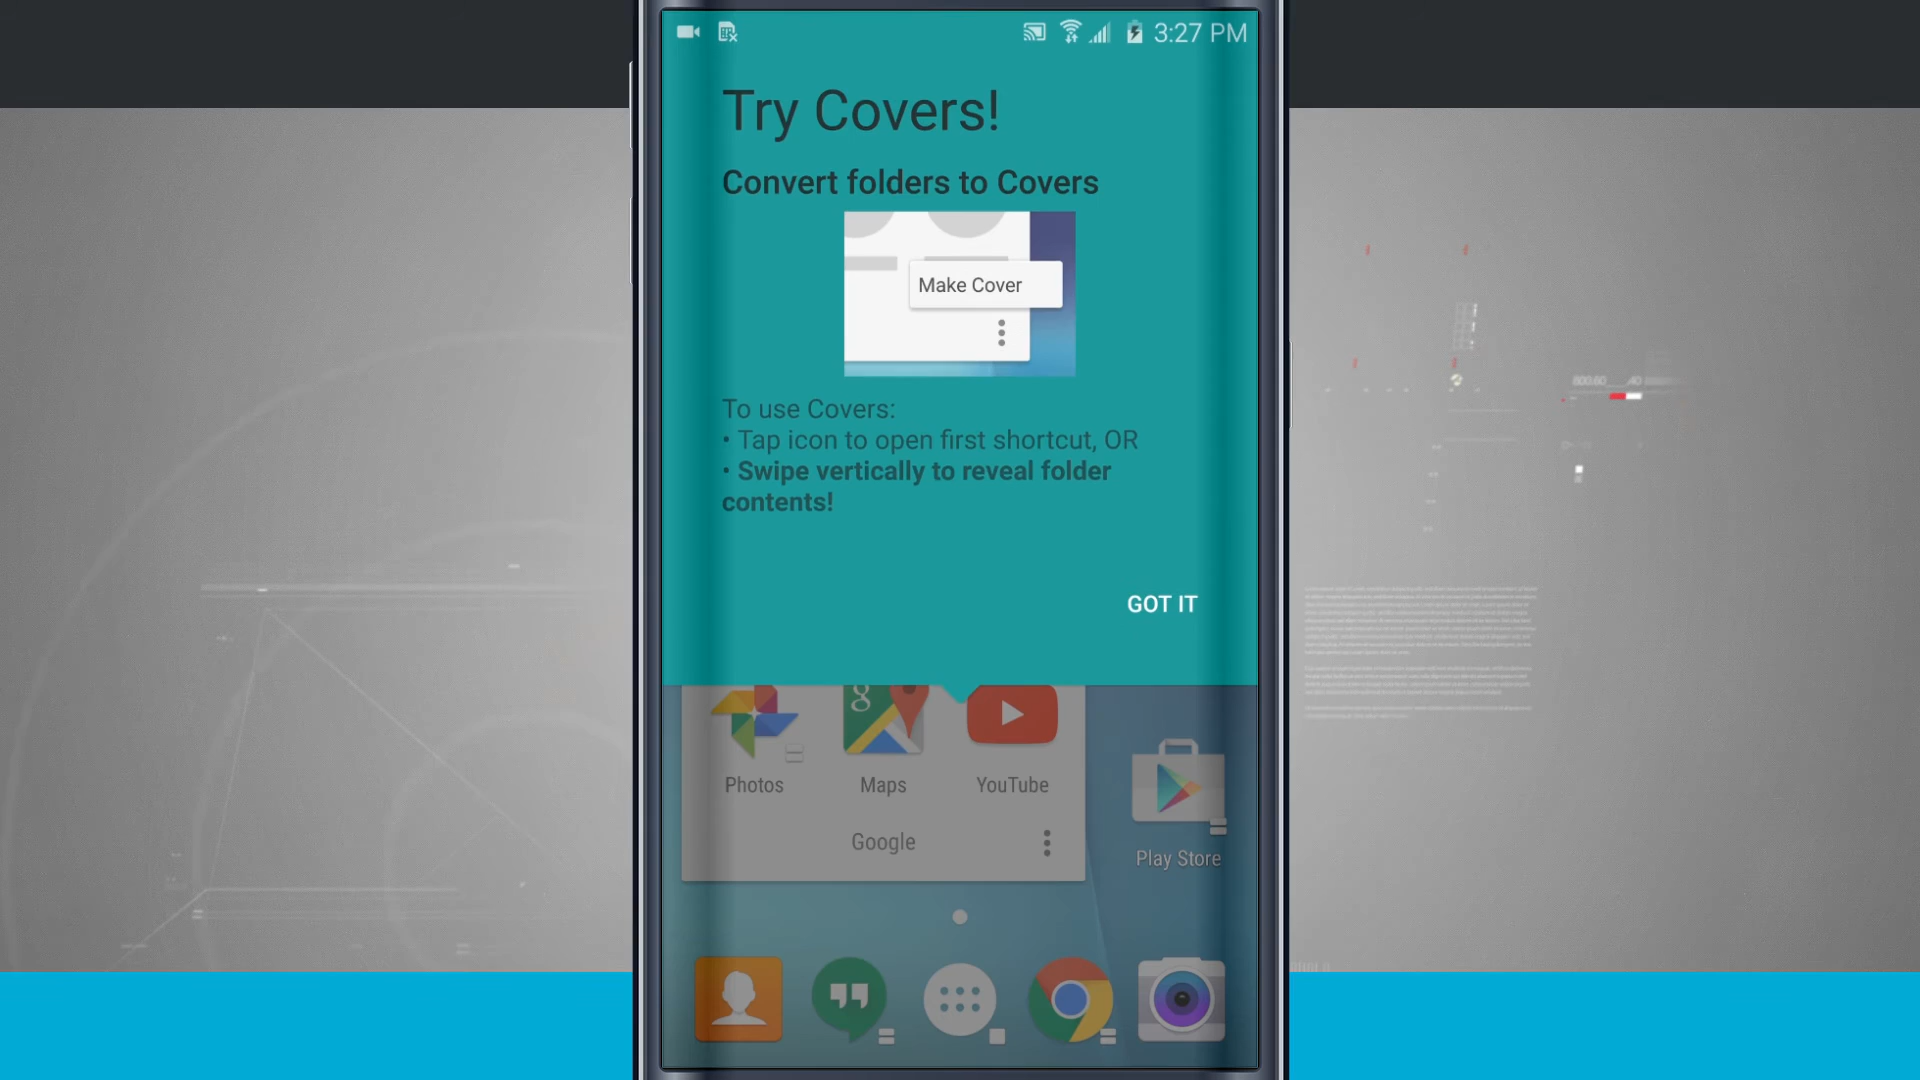 3:27 PM
Try Covers!
Convert folders to Covers
Make Cover
To use Covers:
• Tap icon to open first shortcut, OR
• Swipe vertically to reveal folder
contents!
GOT IT
Photos
Maps
YouTube
Google
Play Store